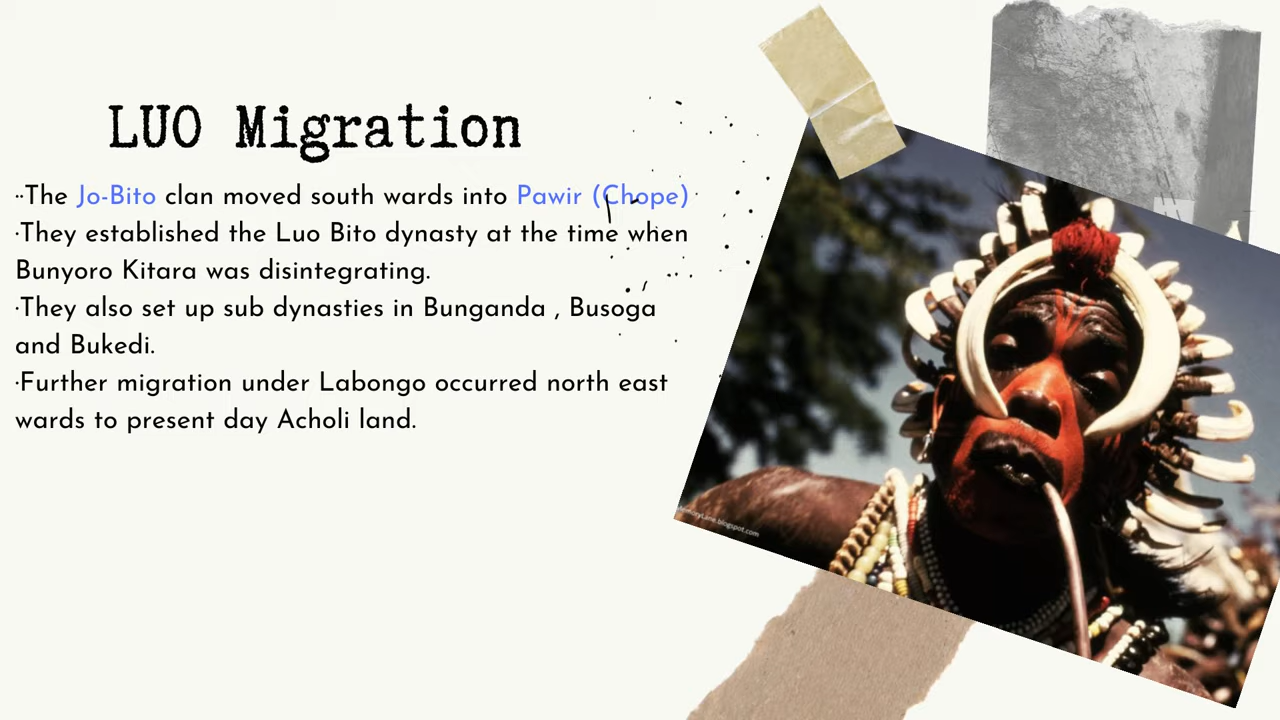 LUO Migration
··The Jo-Bito clan moved south wards into Pawir (Chope)
·They established the Luo Bito dynasty at the time when
Bunyoro Kitara was disintegrating.
·They also set up sub dynasties in Bunganda , Busoga
and Bukedi.
·Further migration under Labongo occurred north east
wards to present day Acholi land.